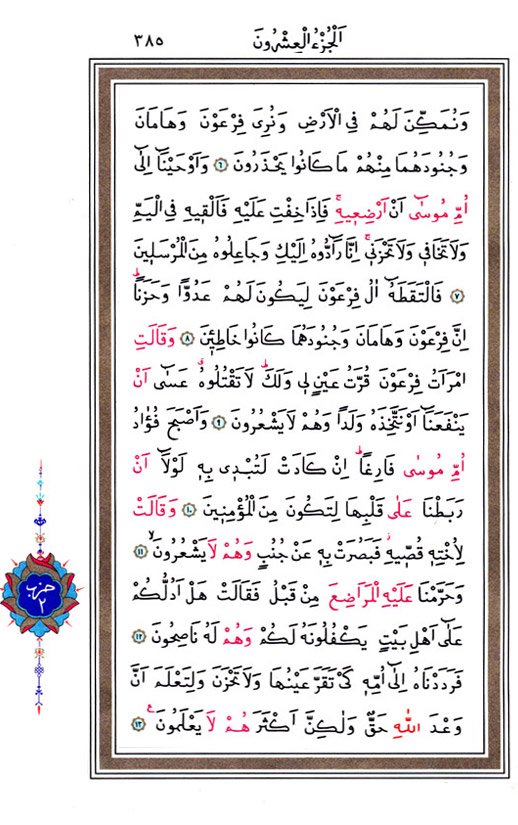 اَلْجُزْءُ الْعِشْرُونَ
٣٨٥
وَنُمَكِّنَ لَهُمْ فِي الْاَرْضِ وَنُرِيَ فِرْعَوْنَ وَهَامَانَ
وَجُنُودَهُمَا مِنْهُمْ مَا كَانُوا يَحْذَرُونَ ﴿٦﴾ وَاَوْحَيْنَٓا اِلٰٓى
اُمِّ مُوسٰٓى اَنْ اَرْضِعِيهِۚ فَاِذَا خِفْتِ عَلَيْهِ فَاَلْقِيهِ فِي الْيَمِّ
وَلَا تَخَافِي وَلَا تَحْزَنِيۚ اِنَّا رَٓادُّوهُ اِلَيْكِ وَجَاعِلُوهُ مِنَ الْمُرْسَلِينَ
﴿٧﴾ فَالْتَقَطَهُٓ اٰلُ فِرْعَوْنَ لِيَكُونَ لَهُمْ عَدُوًّا وَحَزَنًاۜ
اِنَّ فِرْعَوْنَ وَهَامَانَ وَجُنُودَهُمَا كَانُوا خَاطِـِٔينَ ﴿٨﴾ وَقَالَتِ
امْرَاَتُ فِرْعَوْنَ قُرَّتُ عَيْنٍ لِي وَلَكَۜ لَا تَقْتُلُوهُۗ عَسٰٓى اَنْ
يَنْفَعَنَٓا اَوْ نَتَّخِذَهُ وَلَدًا وَهُمْ لَا يَشْعُرُونَ ﴿٩﴾ وَاَصْبَحَ فُؤٰادُ
اُمِّ مُوسٰى فَارِغًاۜ اِنْ كَادَتْ لَتُبْدِي بِهِ لَوْلَٓا اَنْ
رَبَطْنَا عَلٰى قَلْبِهَا لِتَكُونَ مِنَ الْمُؤْمِنِينَ ﴿١٠﴾ وَقَالَتْ
لِاُخْتِهِ قُصِّيهِۘ فَبَصُرَتْ بِهِ عَنْ جُنُبٍ وَهُمْ لَا يَشْعُرُونَۙ ﴿١١﴾
وَحَرَّمْنَا عَلَيْهِ الْمَرَاضِعَ مِنْ قَبْلُ فَقَالَتْ هَلْ اَدُلُّكُمْ
عَلٰٓى اَهْلِ بَيْتٍ يَكْفُلُونَهُ لَكُمْ وَهُمْ لَهُ نَاصِحُونَ ﴿١٢﴾
فَرَدَدْنَاهُ اِلٰٓى اُمِّهِ كَيْ تَقَرَّ عَيْنُهَا وَلَا تَحْزَنَ وَلِتَعْلَمَ اَنَّ
وَعْدَ اللّٰهِ حَقٌّ وَلٰكِنَّ اَكْثَرَهُمْ لَا يَعْلَمُونَ۟ ﴿١٣﴾
حزب
٢